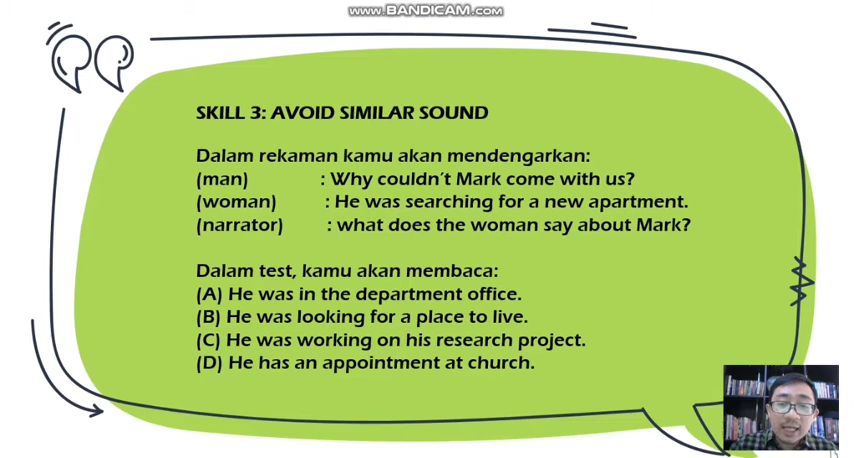 WWW.BANDICAM.COM
SKILL 3: AVOID SIMILAR SOUND
Dalam rekaman kamu akan mendengarkan:
(man) : Why couldn't Mark come with us?
(woman) : He was searching for a new apartment.
(narrator) : what does the woman say about Mark?
Dalam test, kamu akan membaca:
(A) He was in the department office.
(B) He was looking for a place to live.
(C) He was working on his research project.
(D) He has an appointment at church.